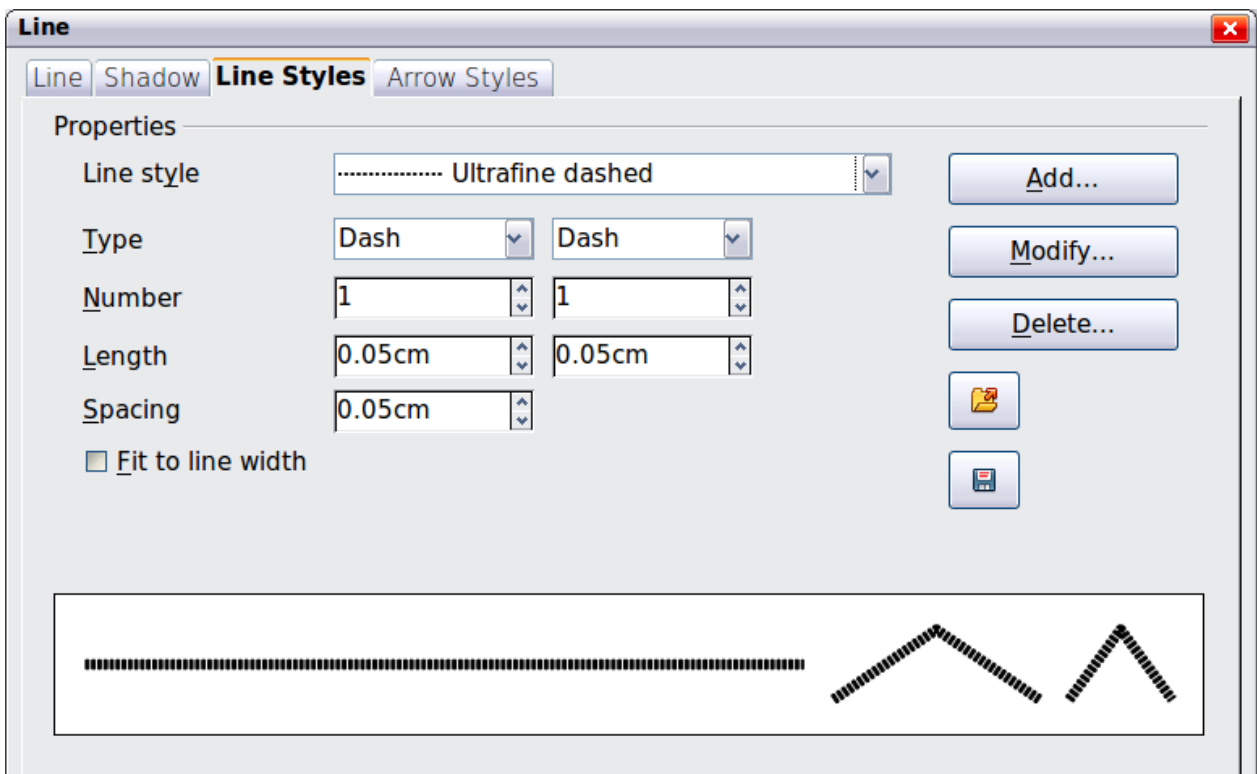 Line
Line Shadow Line Styles Arrow Styles
Properties
Line style Ultrafine dashed Add...
Type Dash Dash Modify...
Number 1 1 Delete...
Length 0.05cm 0.05cm
Spacing 0.05cm
Fit to line width